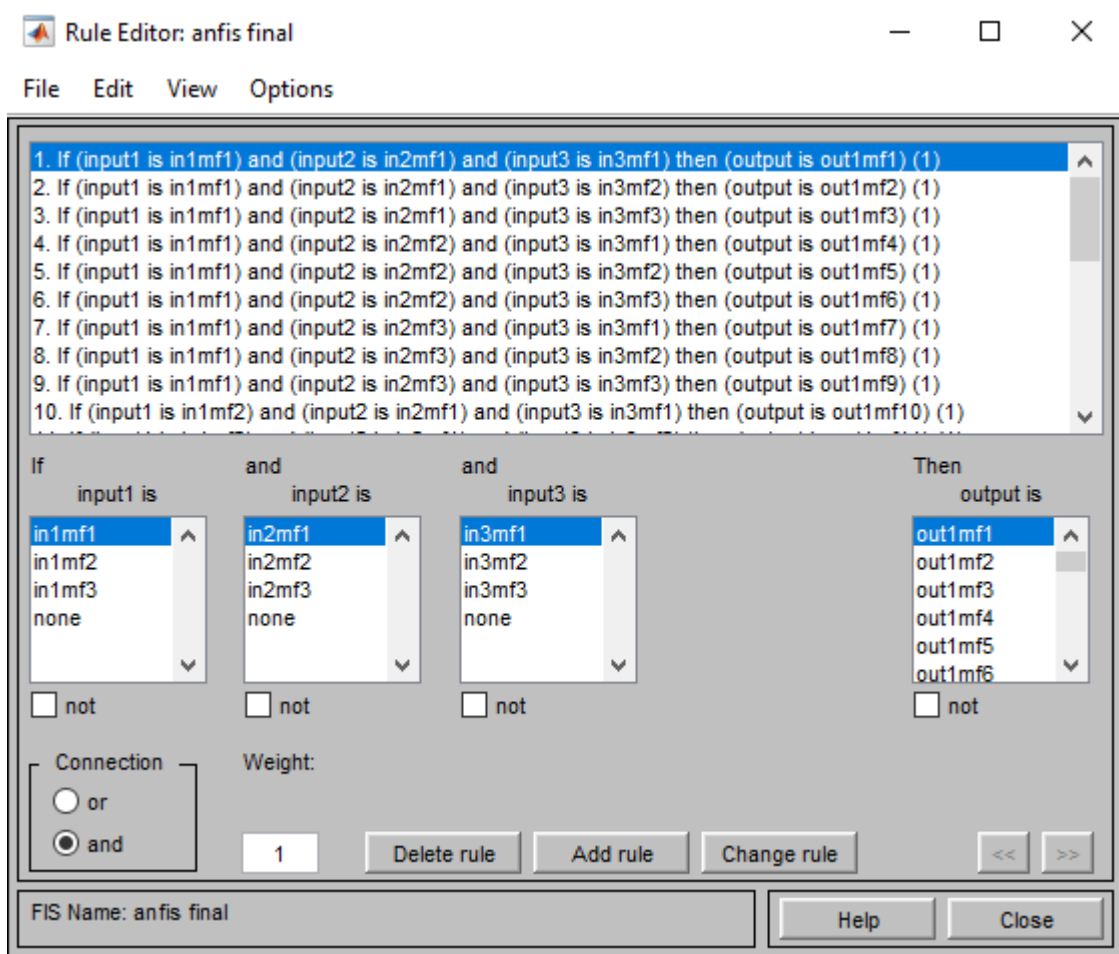 Rule Editor: anfis final
File Edit View Options
1. If (input1 is in1mf1) and (input2 is in2mf1) and (input3 is in3mf1) then (output is out1mf1) (1)
2. If (input1 is in1mf1) and (input2 is in2mf1) and (input3 is in3mf2) then (output is out1mf2) (1)
3. If (input1 is in1mf1) and (input2 is in2mf1) and (input3 is in3mf3) then (output is out1mf3) (1)
4. If (input1 is in1mf1) and (input2 is in2mf2) and (input3 is in3mf1) then (output is out1mf4) (1)
5. If (input1 is in1mf1) and (input2 is in2mf2) and (input3 is in3mf2) then (output is out1mf5) (1)
6. If (input1 is in1mf1) and (input2 is in2mf2) and (input3 is in3mf3) then (output is out1mf6) (1)
7. If (input1 is in1mf1) and (input2 is in2mf3) and (input3 is in3mf1) then (output is out1mf7) (1)
8. If (input1 is in1mf1) and (input2 is in2mf3) and (input3 is in3mf2) then (output is out1mf8) (1)
9. If (input1 is in1mf1) and (input2 is in2mf3) and (input3 is in3mf3) then (output is out1mf9) (1)
10. If (input1 is in1mf2) and (input2 is in2mf1) and (input3 is in3mf1) then (output is out1mf10) (1)
If and and Then
input1 is input2 is input3 is output is
in1mf1 in2mf1 in3mf1 out1mf1
in1mf2 in2mf2 in3mf2 out1mf2
in1mf3 in2mf3 in3mf3 out1mf3
none none none out1mf4
out1mf5
out1mf6
not not not not
Connection Weight:
or
and 1 Delete rule Add rule Change rule << >>
FIS Name: anfis final Help Close